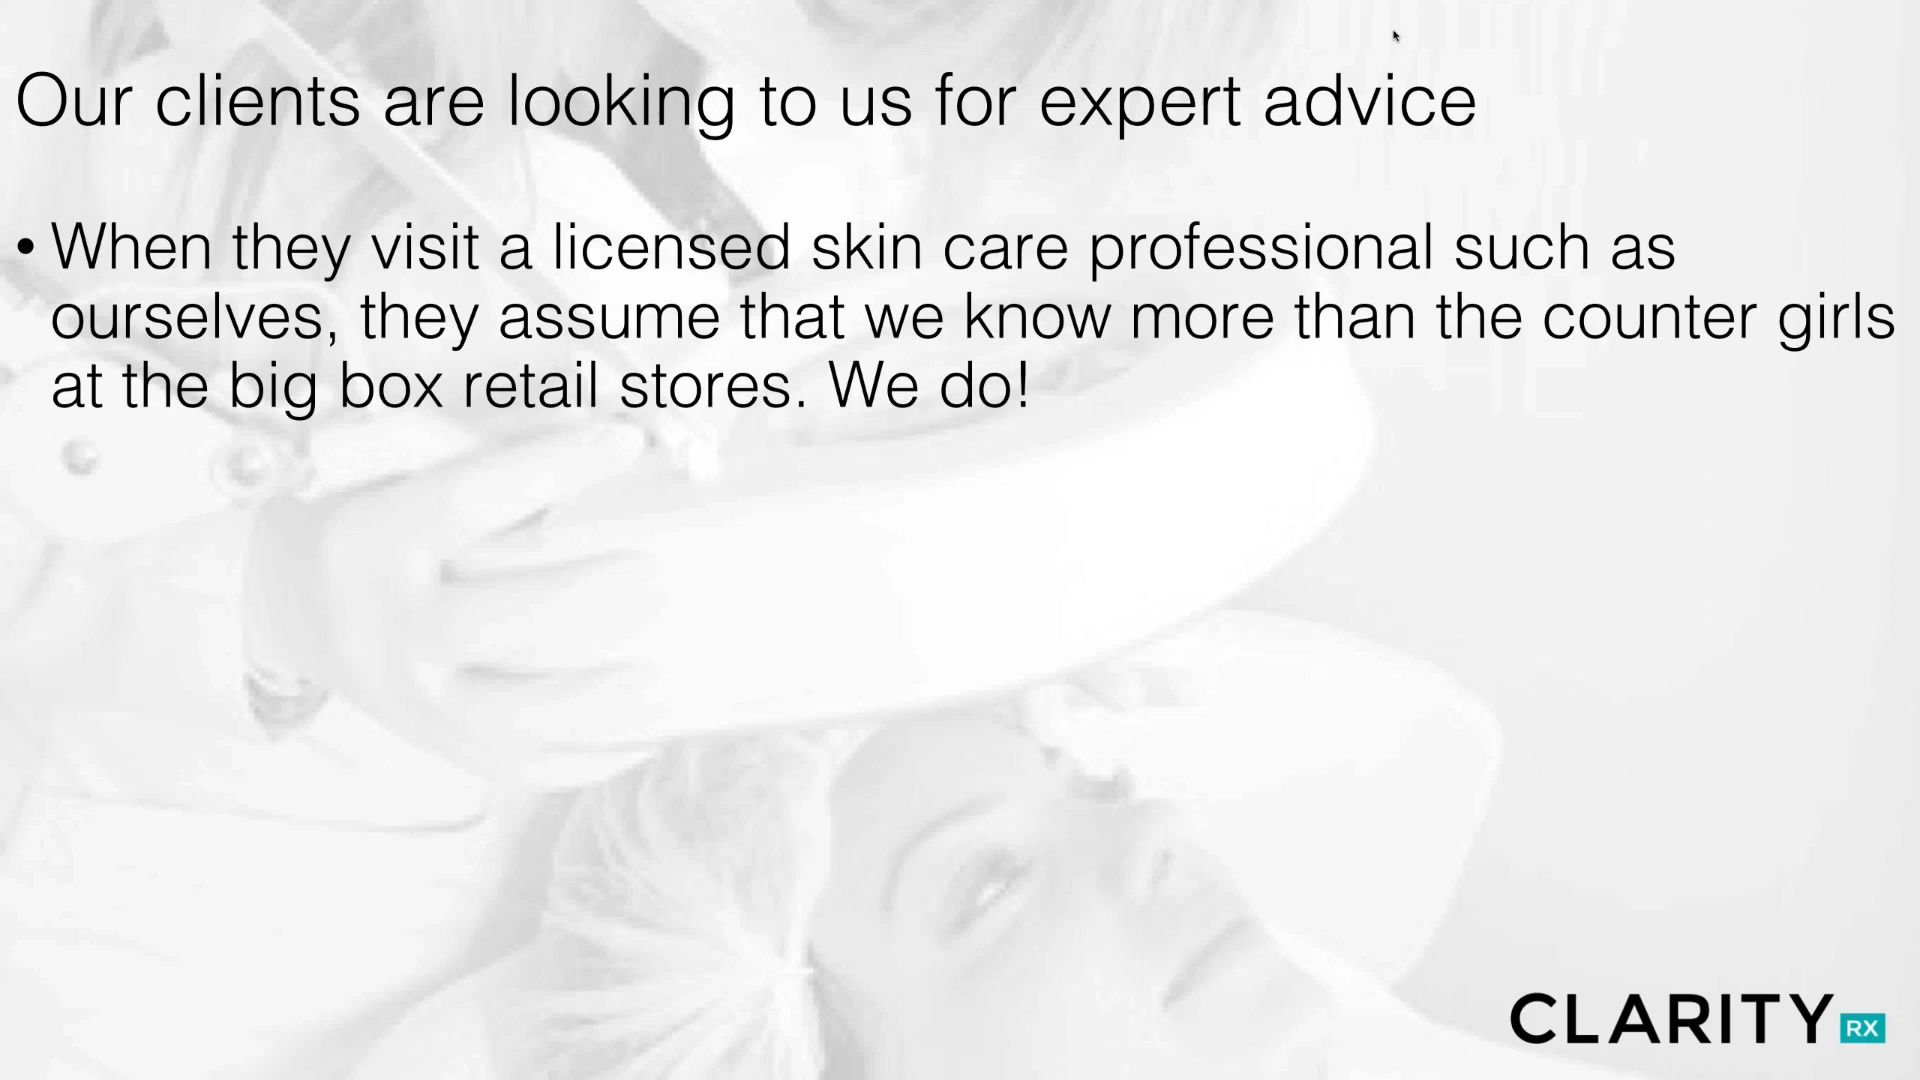 Our clients are looking to us for expert advice
• When they visit a licensed skin care professional such as
ourselves, they assume that we know more than the counter girls
at the big box retail stores. We do!
CLARITY RX